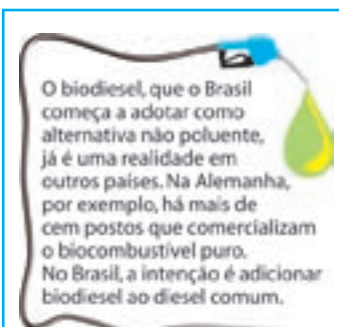 O biodiesel, que o Brasil
começa a adotar como
alternativa não poluente,
já é uma realidade em
outros países. Na Alemanha,
por exemplo, há mais de
cem postos que comercializam
o biocombustível puro.
No Brasil, a intenção é adicionar
biodiesel ao diesel comum.